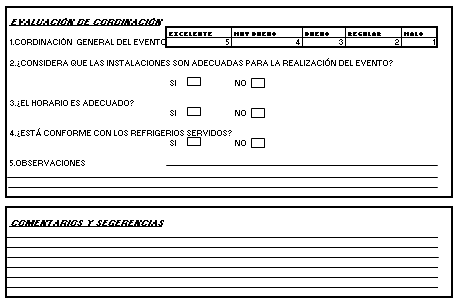 EVALUACIÓN DE CORDINACIÓN
EXCELENTE MUY BUENO BUENO REGULAR MALO
1.CORDINACIÓN GENERAL DEL EVENTO 5 4 3 2 1
2.¿CONSIDERA QUE LAS INSTALACIONES SON ADECUADAS PARA LA REALIZACIÓN DEL EVENTO?
SI NO
3.¿EL HORARIO ES ADECUADO?
SI NO
4.¿ESTÁ CONFORME CON LOS REFRIGERIOS SERVIDOS?
SI NO
5.OBSERVACIONES
COMENTARIOS Y SEGERENCIAS